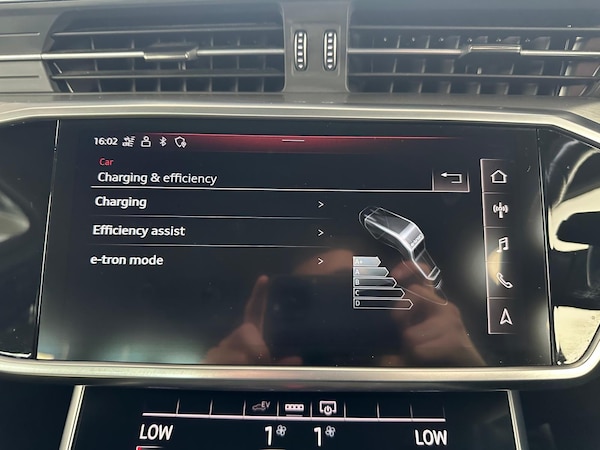 16:02
Car
Charging & efficiency
Charging >
Efficiency assist >
e-tron mode >
A+
A
B
C
D
EV
LOW 1 1 LOW